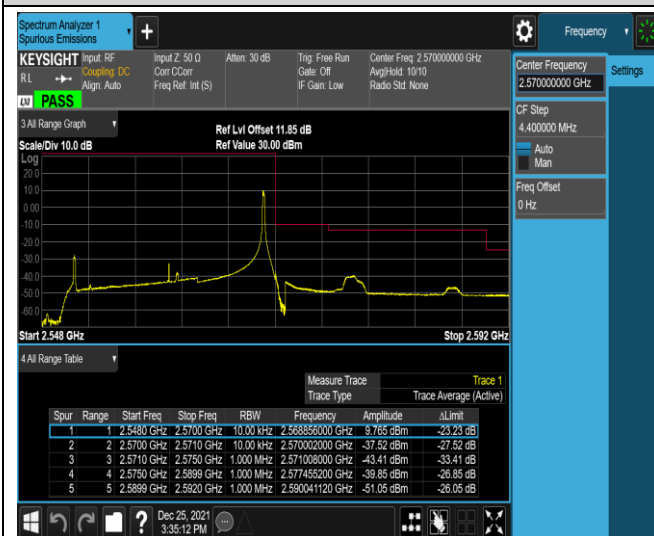 Spectrum Analyzer 1
Spurious Emissions
+
Frequency
KEYSIGHT Input: RF Input Z: 50 Ω Atten: 30 dB Trig: Free Run Center Freq: 2.570000000 GHz
RL Coupling: DC Corr CCorr Gate: Off Avg|Hold: 10/10
Align: Auto Freq Ref: Int (S) IF Gain: Low Radio Std: None
LXI PASS
Center Frequency
2.570000000 GHz
Settings
CF Step
4.400000 MHz
Auto
Man
Freq Offset
0 Hz
3 All Range Graph
Ref Lvl Offset 11.85 dB
Scale/Div 10.0 dB Ref Value 30.00 dBm
Log
20.0
10.0
0.00
-10.0
-20.0
-30.0
-40.0
-50.0
-60.0
Start 2.548 GHz Stop 2.592 GHz
4 All Range Table
Measure Trace Trace 1
Trace Type Trace Average (Active)
Spur Range Start Freq Stop Freq RBW Frequency Amplitude ΔLimit
1 1 2.5480 GHz 2.5700 GHz 10.00 kHz 2.568856000 GHz 9.765 dBm -23.23 dB
2 2 2.5700 GHz 2.5710 GHz 10.00 kHz 2.570002000 GHz -37.52 dBm -27.52 dB
3 3 2.5710 GHz 2.5750 GHz 1.000 MHz 2.571008000 GHz -43.41 dBm -33.41 dB
4 4 2.5750 GHz 2.5899 GHz 1.000 MHz 2.577455200 GHz -39.85 dBm -26.85 dB
5 5 2.5899 GHz 2.5920 GHz 1.000 MHz 2.590041120 GHz -51.05 dBm -26.05 dB
? Dec 25, 2021
3:35:12 PM